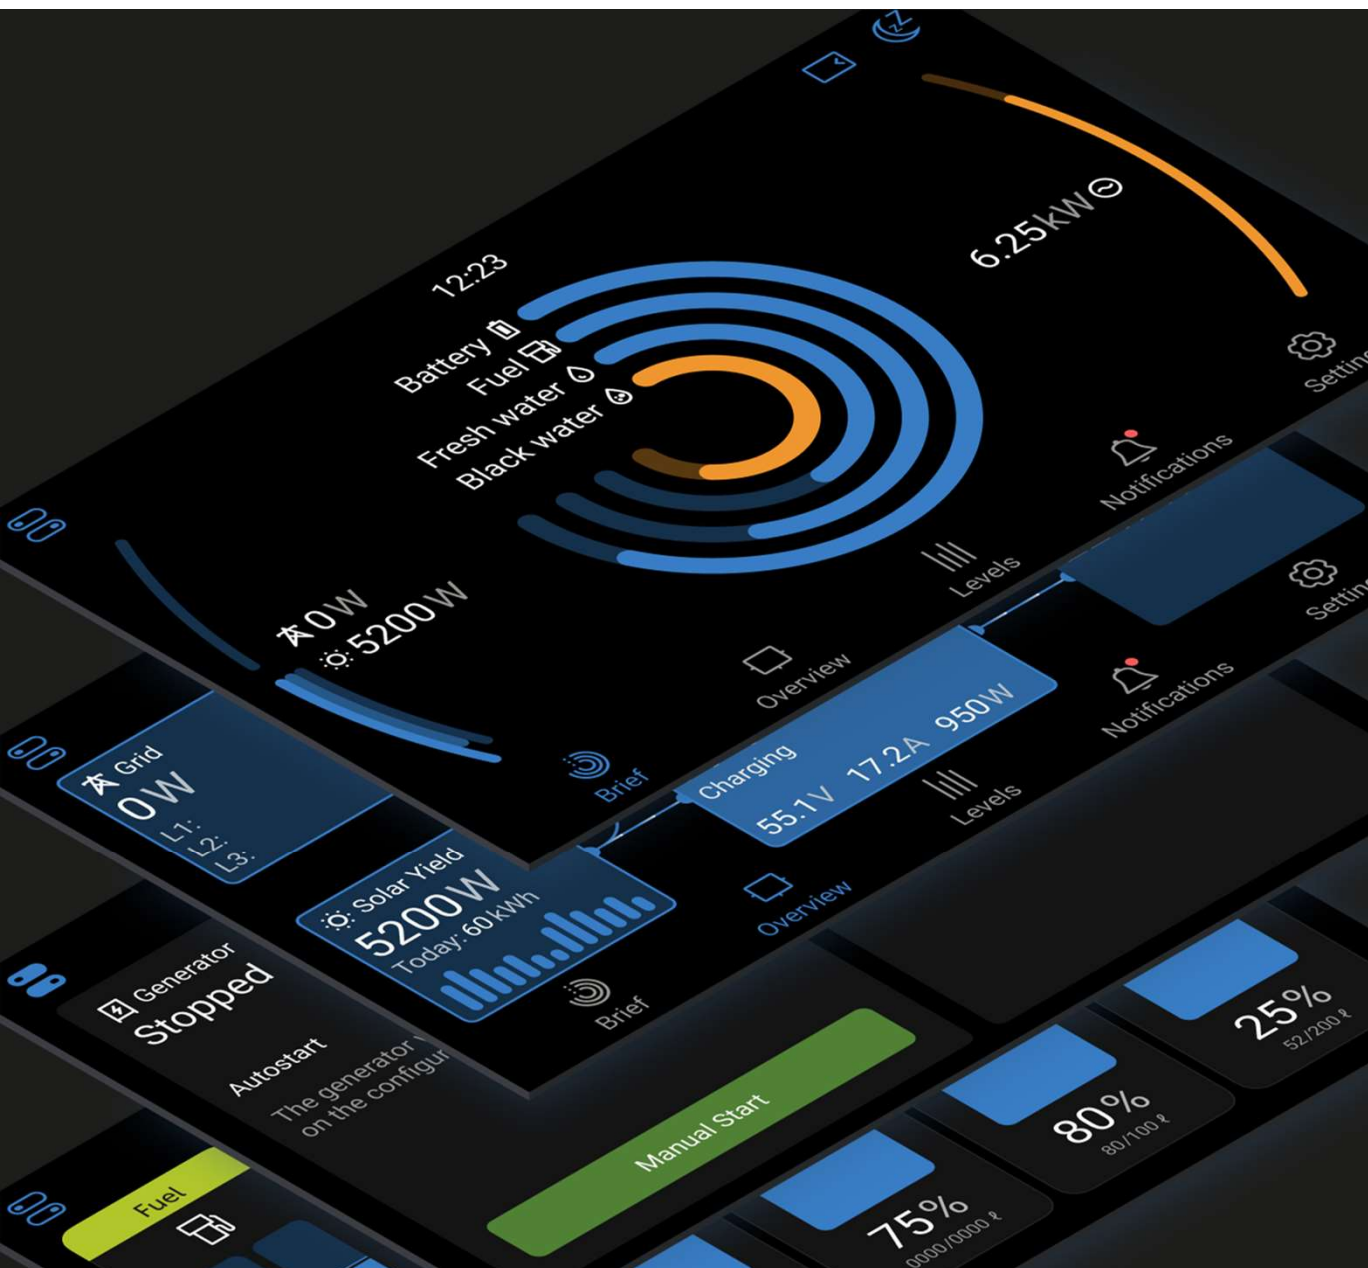 12:23
Battery
Fuel
Fresh water
Black water
6.25kW
0W
5200W
Brief
Overview
Levels
Notifications
Grid
0W
L1:
L2:
L3:
Solar Yield
5200W
Today: 60kWh
Charging
55.1V 17.2A 950W
Brief
Overview
Levels
Notifications
Generator
Stopped
Autostart
The generator
on the configur
Manual Start
Fuel
75%
0000/0000 ℓ
80%
80/100 ℓ
25%
52/200 ℓ